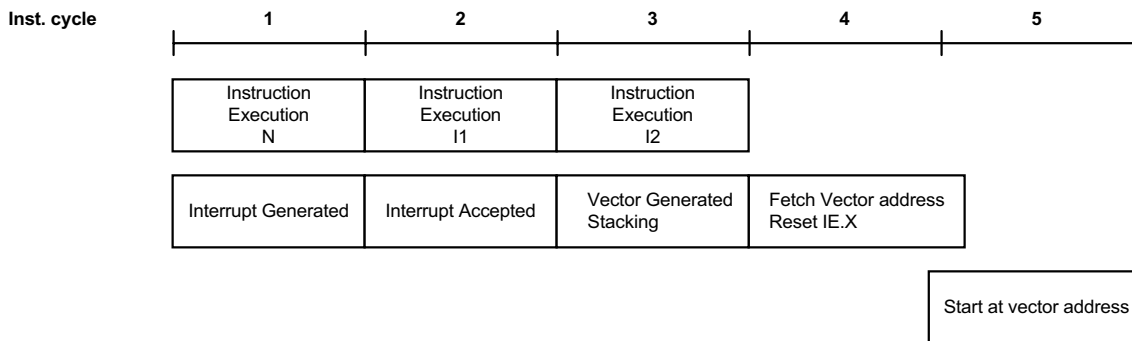 Inst. cycle 1 2 3 4 5
Instruction Execution N
Instruction Execution I1
Instruction Execution I2
Interrupt Generated
Interrupt Accepted
Vector Generated
Stacking
Fetch Vector address
Reset IE.X
Start at vector address